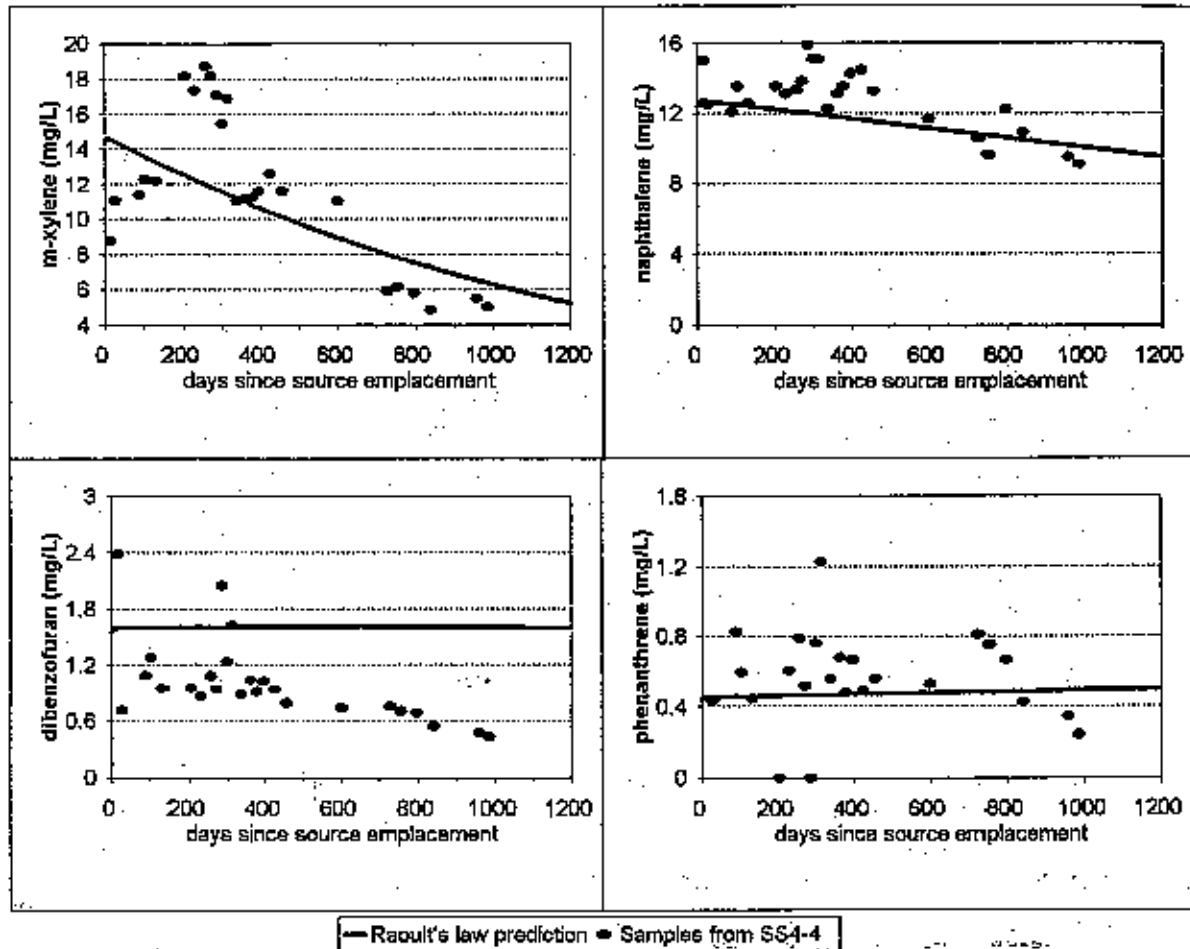 m-xylene (mg/L)
20
18
16
14
12
10
8
6
4
0 200 400 600 800 1000 1200
days since source emplacement
naphthalene (mg/L)
16
12
8
4
0
0 200 400 600 800 1000 1200
days since source emplacement
dibenzofuran (mg/L)
3
2.4
1.8
1.2
0.6
0
0 200 400 600 800 1000 1200
days since source emplacement
phenanthrene (mg/L)
1.8
1.2
0.8
0.4
0
0 200 400 600 800 1000 1200
days since source emplacement
Raoult's law prediction Samples from SS4-4